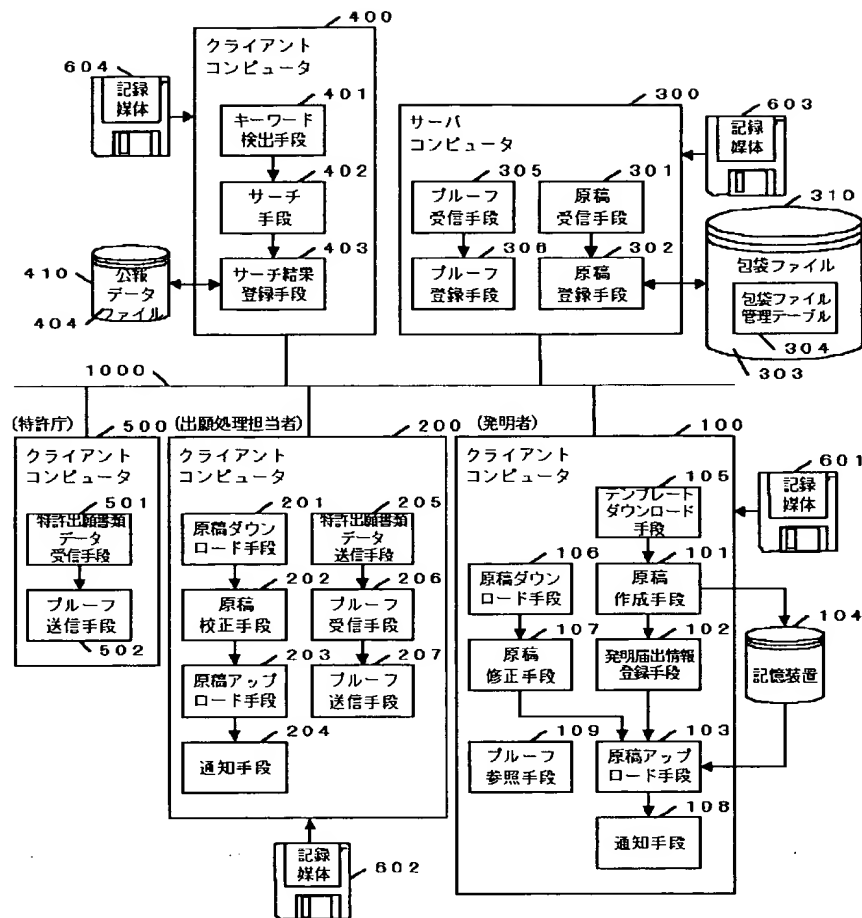 400
クライアント
コンピュータ
604
記録
媒体
401
キーワード
検出手段
402
サーチ
手段
403
サーチ結果
登録手段
410
公報
データ
ファイル
404
300
サーバ
コンピュータ
603
記録
媒体
305
プルーフ
受信手段
301
原稿
受信手段
306
プルーフ
登録手段
302
原稿
登録手段
310
包袋ファイル
包袋ファイル
管理テーブル
304
303
1000
(特許庁)
500
クライアント
コンピュータ
501
特許出願書類
データ
受信手段
プルーフ
送信手段
502
(出願処理担当者)
200
クライアント
コンピュータ
201
原稿ダウン
ロード手段
205
特許出願書類
データ
送信手段
202
原稿
校正手段
206
プルーフ
受信手段
203
原稿アップ
ロード手段
207
プルーフ
送信手段
204
通知手段
記録
媒体
602
(発明者)
100
クライアント
コンピュータ
601
記録
媒体
105
テンプレート
ダウンロード
手段
106
原稿ダウン
ロード手段
101
原稿
作成手段
107
原稿
修正手段
102
発明届出情報
登録手段
104
記憶装置
109
プルーフ
参照手段
103
原稿アップ
ロード手段
108
通知手段